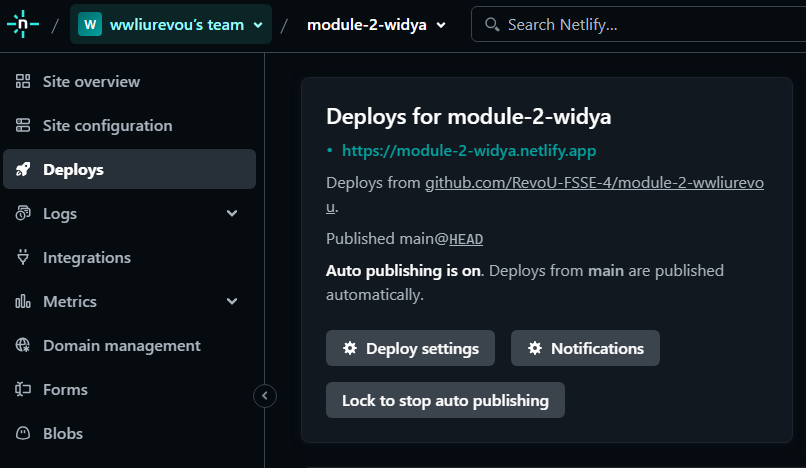 / W wwliurevou's team / module-2-widya Search Netlify...
Site overview
Site configuration
Deploys
Logs
Integrations
Metrics
Domain management
Forms
Blobs
Deploys for module-2-widya
• https://module-2-widya.netlify.app
Deploys from github.com/RevoU-FSSE-4/module-2-wwliurevo
u.
Published main@HEAD
Auto publishing is on. Deploys from main are published
automatically.
Deploy settings Notifications
Lock to stop auto publishing